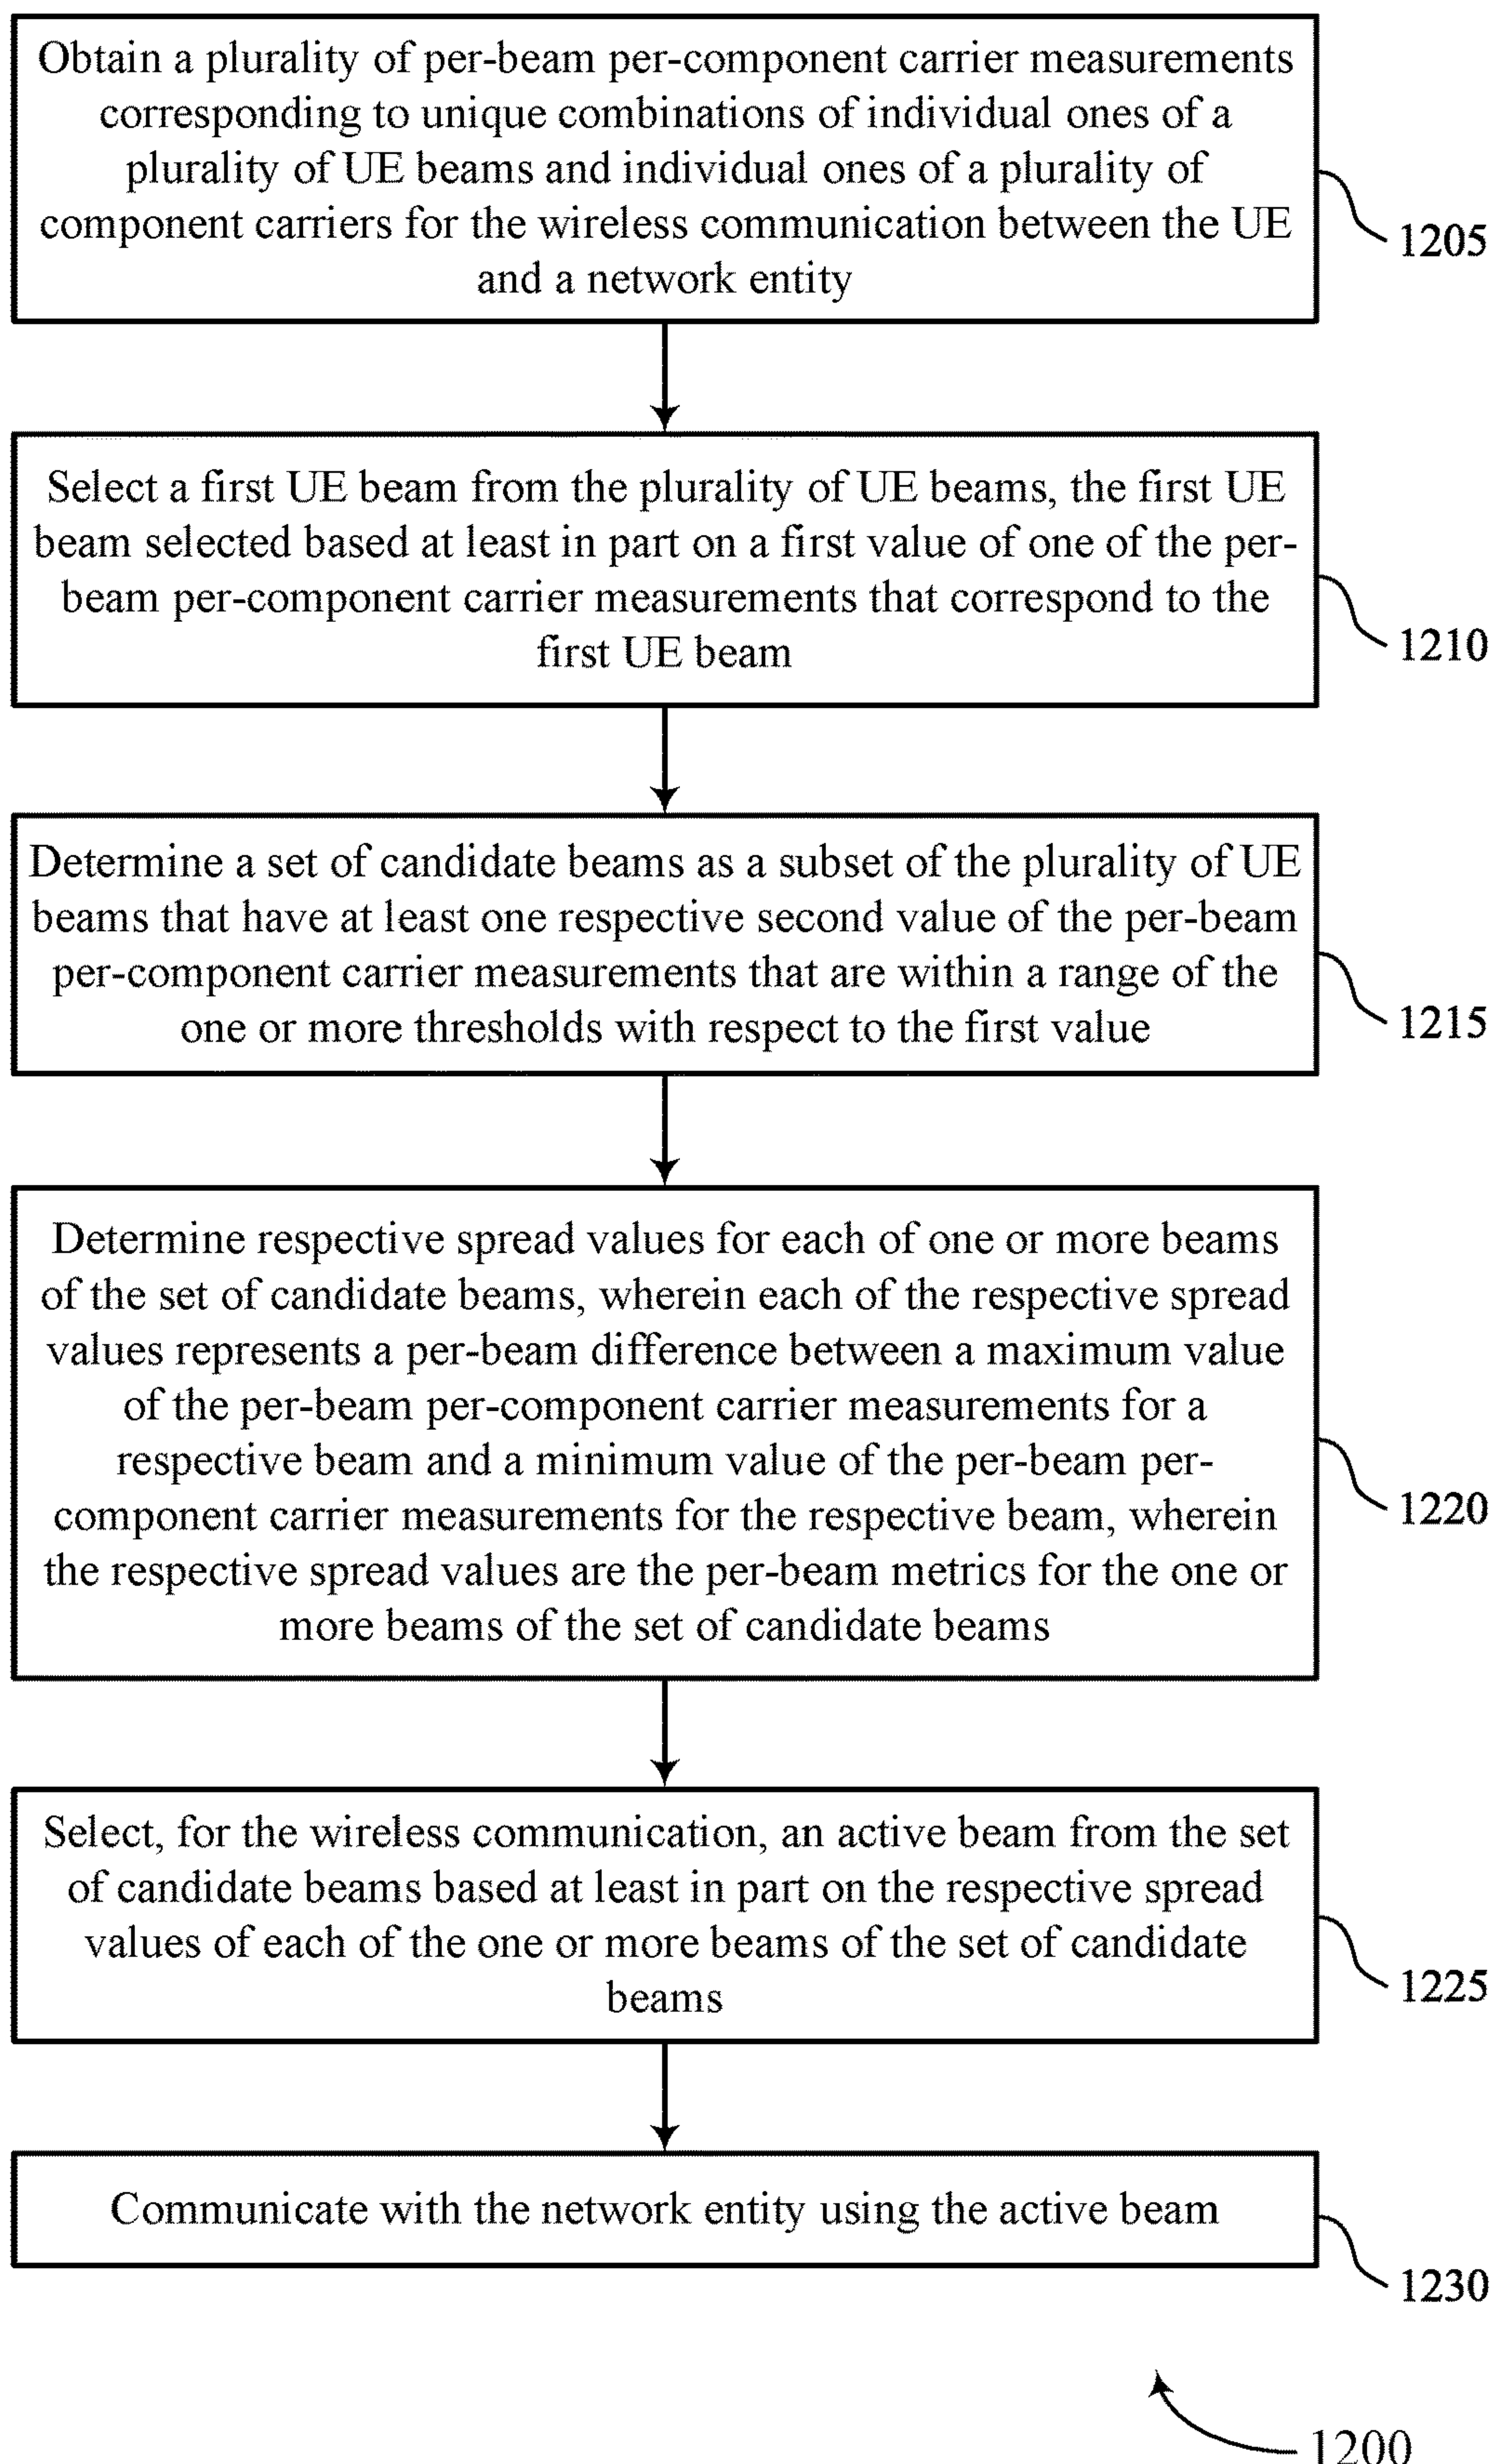 Obtain a plurality of per-beam per-component carrier measurements
corresponding to unique combinations of individual ones of a
plurality of UE beams and individual ones of a plurality of
component carriers for the wireless communication between the UE
and a network entity
1205
Select a first UE beam from the plurality of UE beams, the first UE
beam selected based at least in part on a first value of one of the per-
beam per-component carrier measurements that correspond to the
first UE beam
1210
Determine a set of candidate beams as a subset of the plurality of UE
beams that have at least one respective second value of the per-beam
per-component carrier measurements that are within a range of the
one or more thresholds with respect to the first value
1215
Determine respective spread values for each of one or more beams
of the set of candidate beams, wherein each of the respective spread
values represents a per-beam difference between a maximum value
of the per-beam per-component carrier measurements for a
respective beam and a minimum value of the per-beam per-
component carrier measurements for the respective beam, wherein
the respective spread values are the per-beam metrics for the one or
more beams of the set of candidate beams
1220
Select, for the wireless communication, an active beam from the set
of candidate beams based at least in part on the respective spread
values of each of the one or more beams of the set of candidate
beams
1225
Communicate with the network entity using the active beam
1230
1200